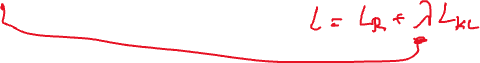 L = L_R + λ L_KL